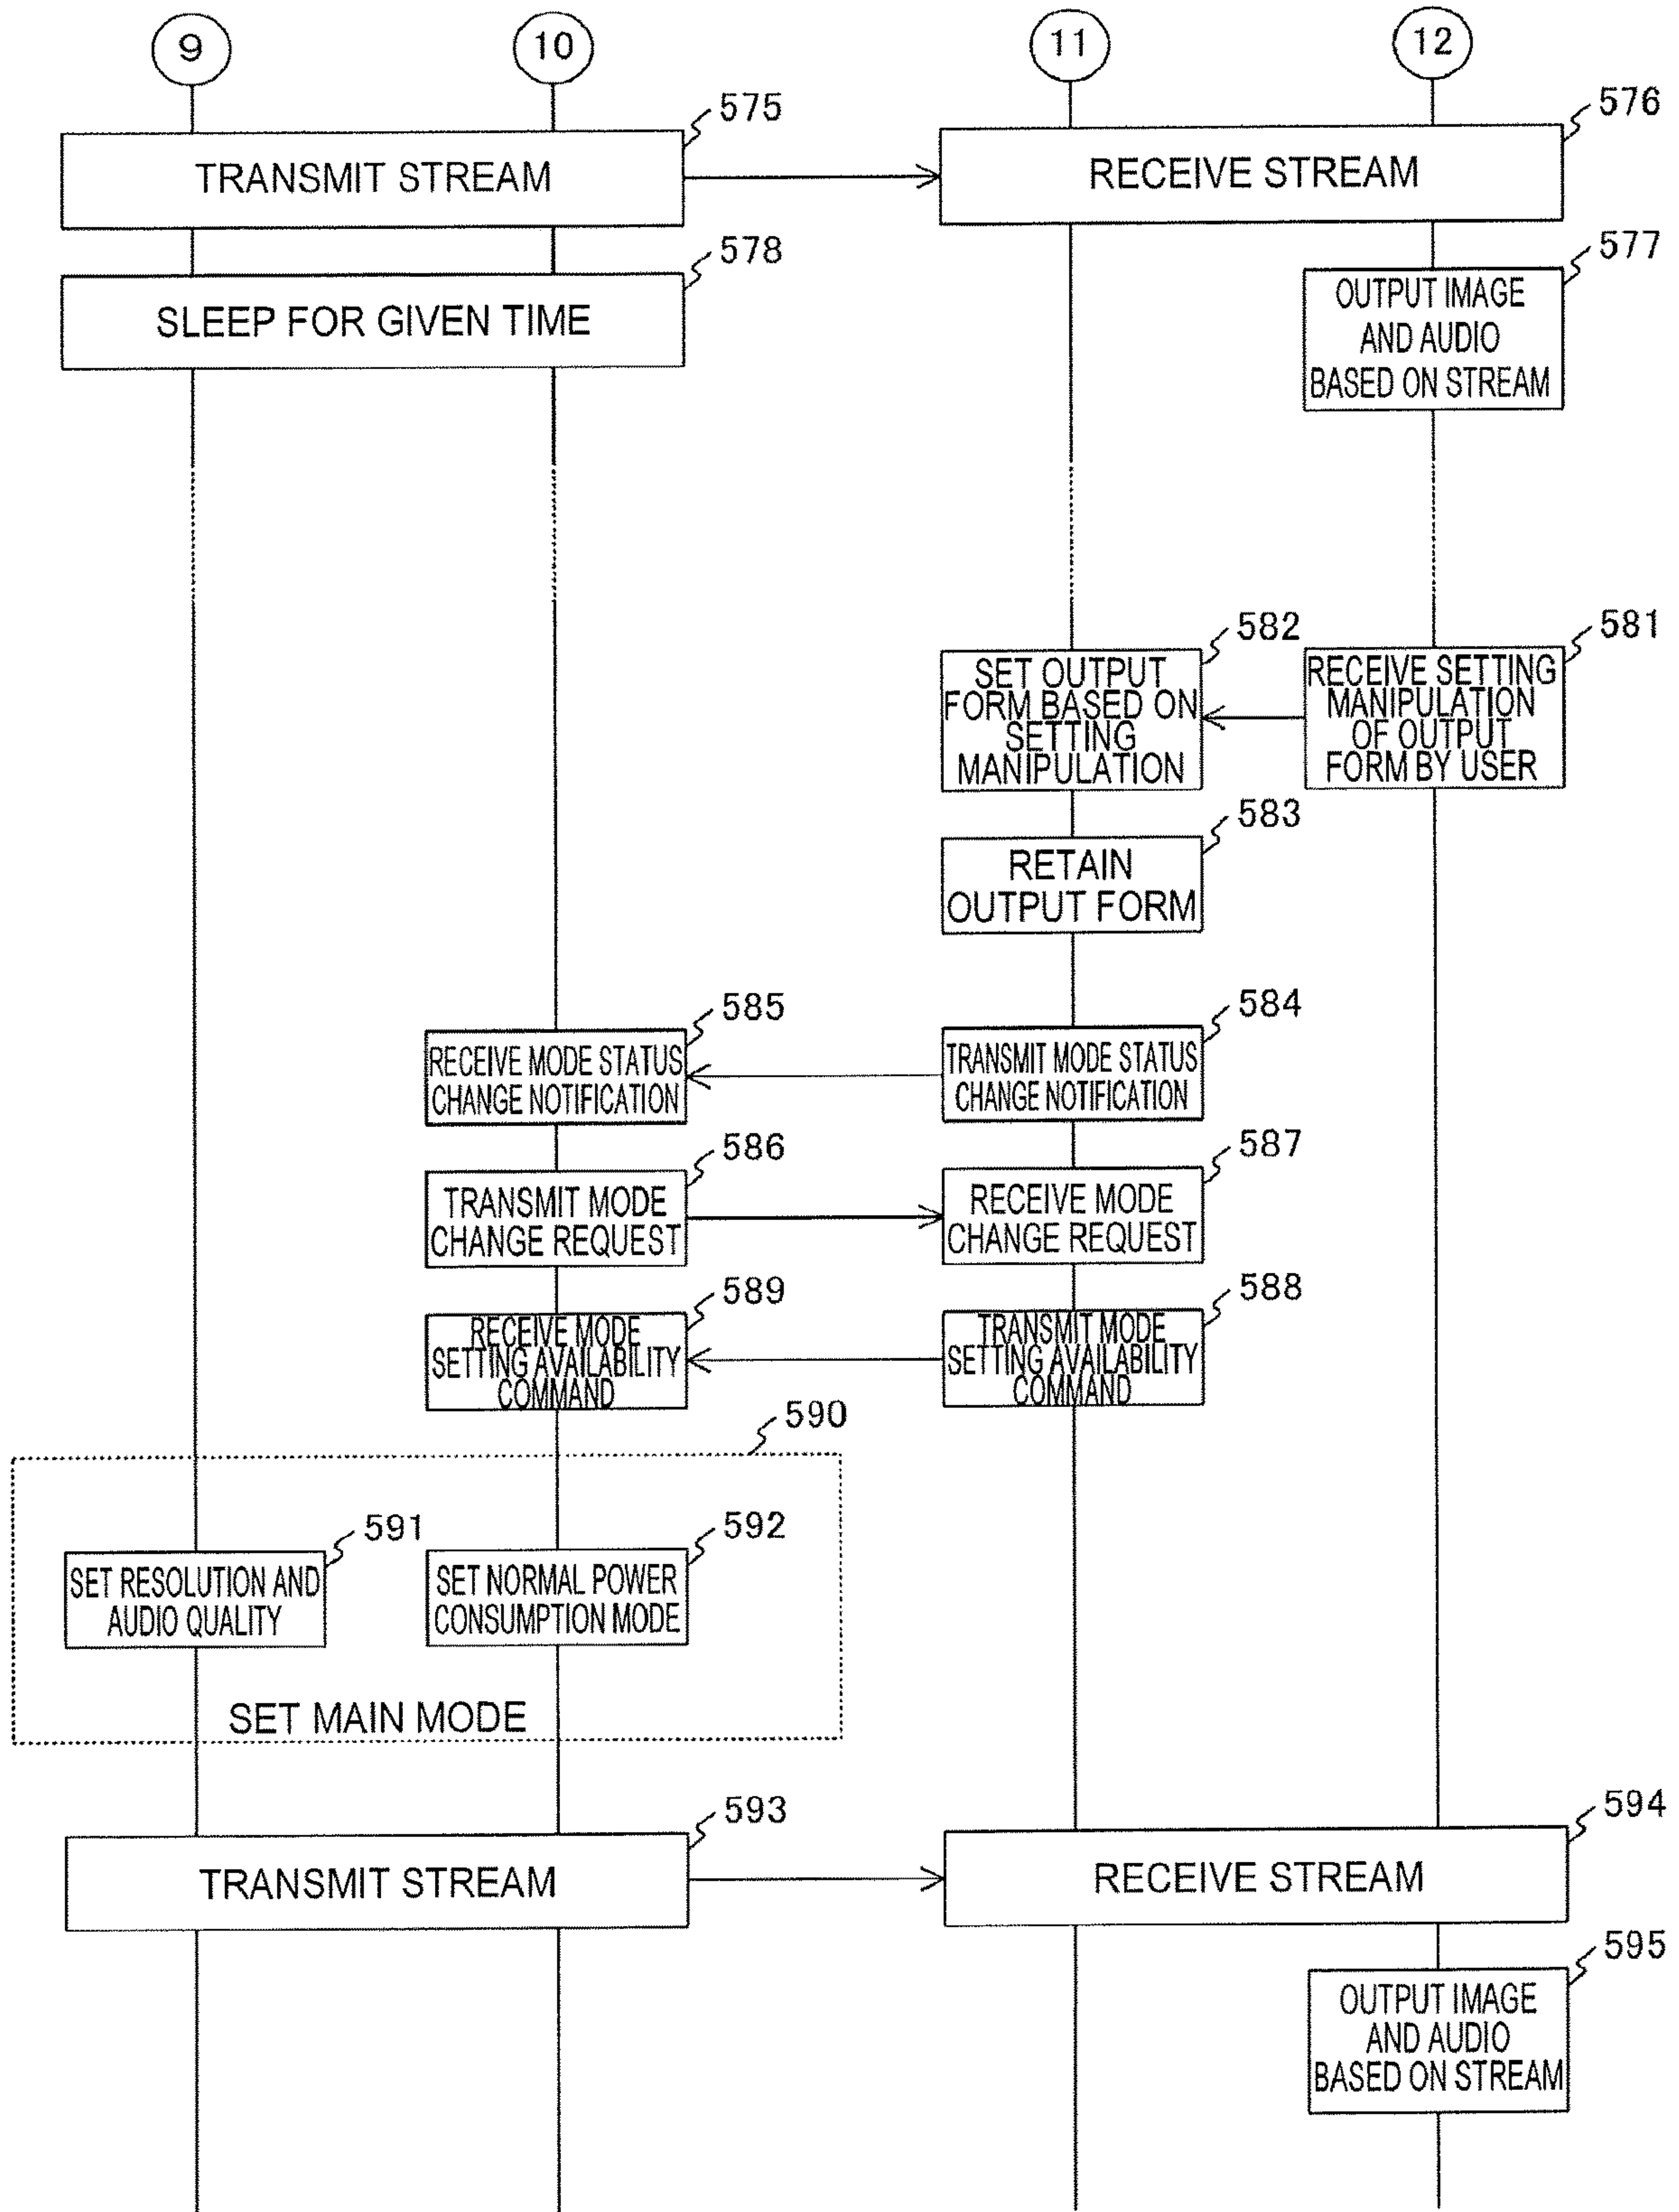 9
10
11
12
575
TRANSMIT STREAM
576
RECEIVE STREAM
578
SLEEP FOR GIVEN TIME
577
OUTPUT IMAGE
AND AUDIO
BASED ON STREAM
582
SET OUTPUT
FORM BASED ON
SETTING
MANIPULATION
581
RECEIVE SETTING
MANIPULATION
OF OUTPUT
FORM BY USER
583
RETAIN
OUTPUT FORM
585
RECEIVE MODE STATUS
CHANGE NOTIFICATION
584
TRANSMIT MODE STATUS
CHANGE NOTIFICATION
586
TRANSMIT MODE
CHANGE REQUEST
587
RECEIVE MODE
CHANGE REQUEST
589
RECEIVE MODE
SETTING AVAILABILITY
COMMAND
588
TRANSMIT MODE
SETTING AVAILABILITY
COMMAND
590
591
SET RESOLUTION AND
AUDIO QUALITY
592
SET NORMAL POWER
CONSUMPTION MODE
SET MAIN MODE
593
TRANSMIT STREAM
594
RECEIVE STREAM
595
OUTPUT IMAGE
AND AUDIO
BASED ON STREAM